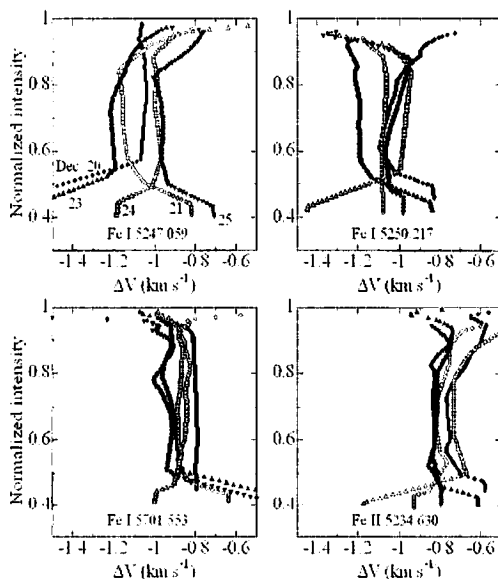 Normalized intensity
1
0.8
0.6
0.4
Dec. 20
23
24
21
25
Fe I 5247.059
-1.4 -1.2 -1 -0.8 -0.6
ΔV (km s-1)
1
0.8
0.6
0.4
Fe I 5250.217
-1.4 -1.2 -1 -0.8 -0.6
ΔV (km s-1)
Normalized intensity
1
0.8
0.6
0.4
Fe I 5701.553
-1.4 -1.2 -1 -0.8 -0.6
ΔV (km s-1)
1
0.8
0.6
0.4
Fe II 5234.630
-1.4 -1.2 -1 -0.8 -0.6
ΔV (km s-1)